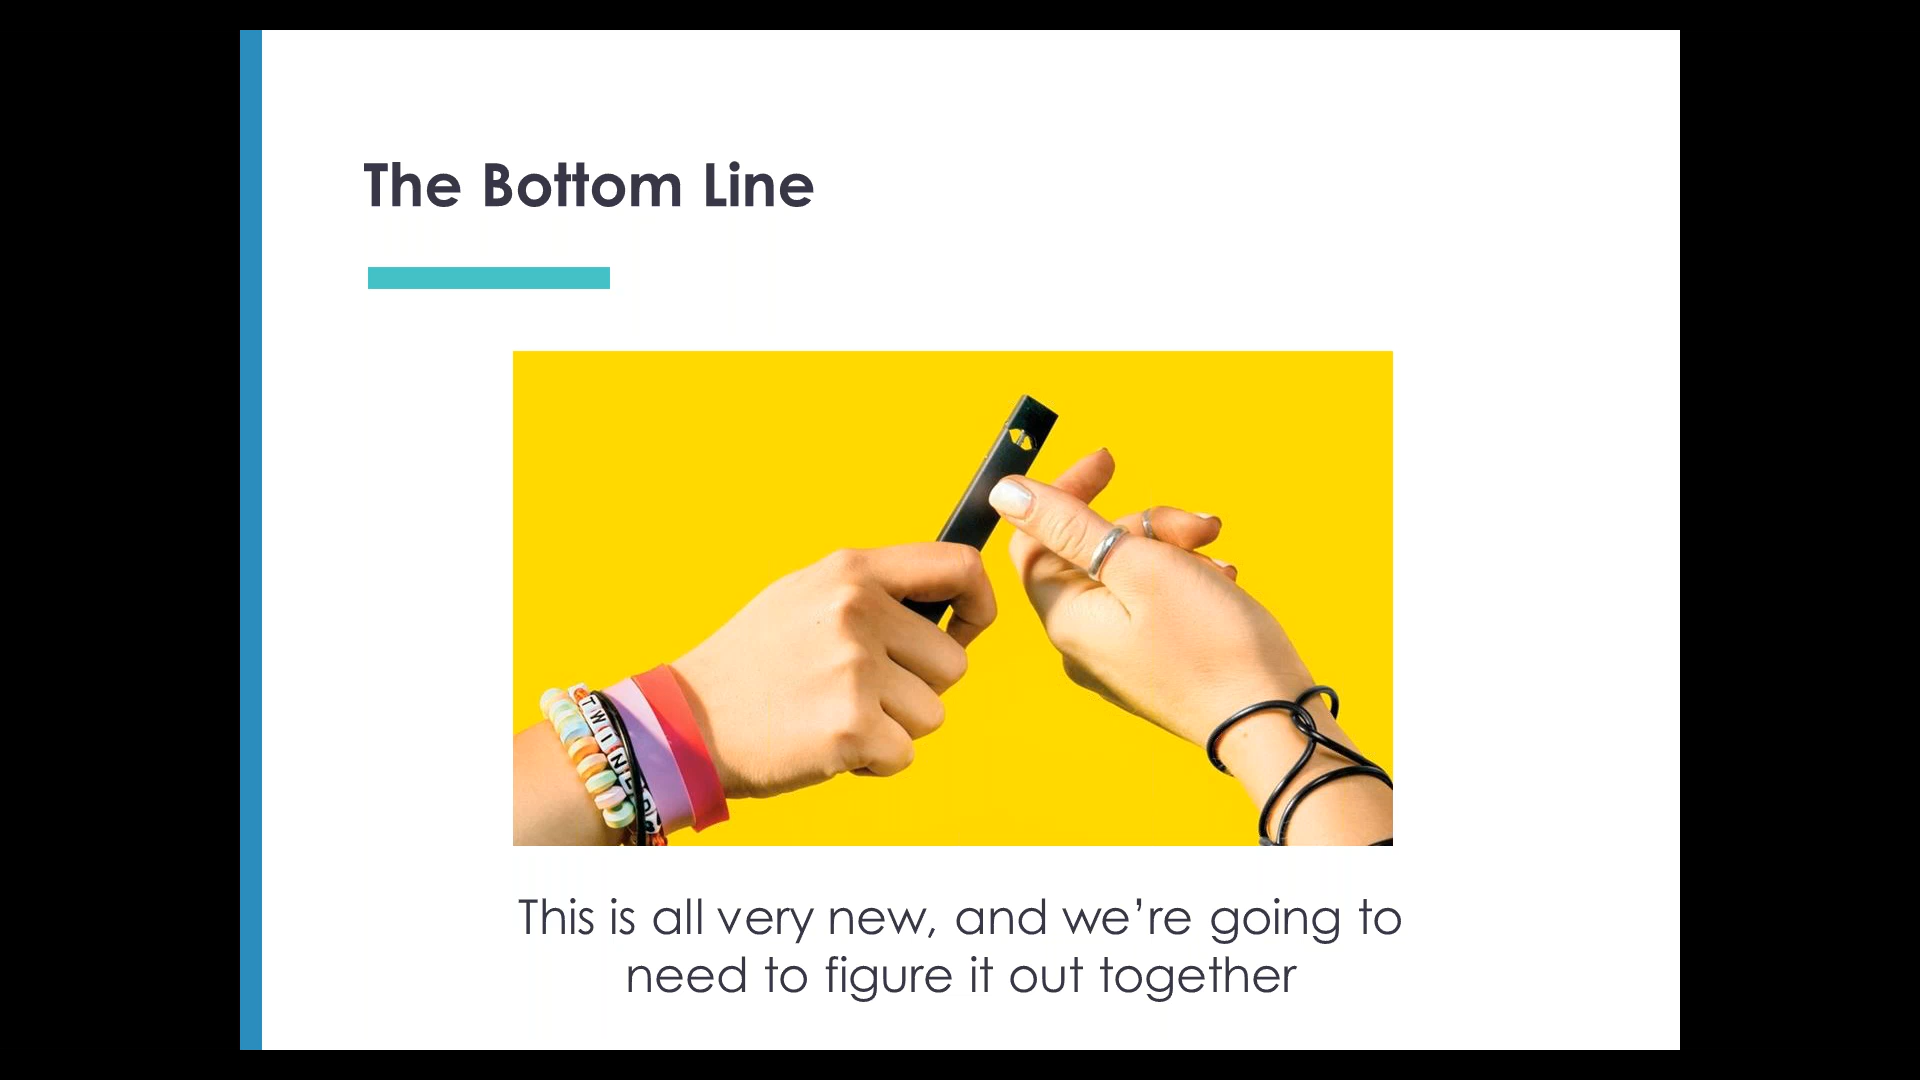 The Bottom Line
TWIN
This is all very new, and we’re going to
need to figure it out together